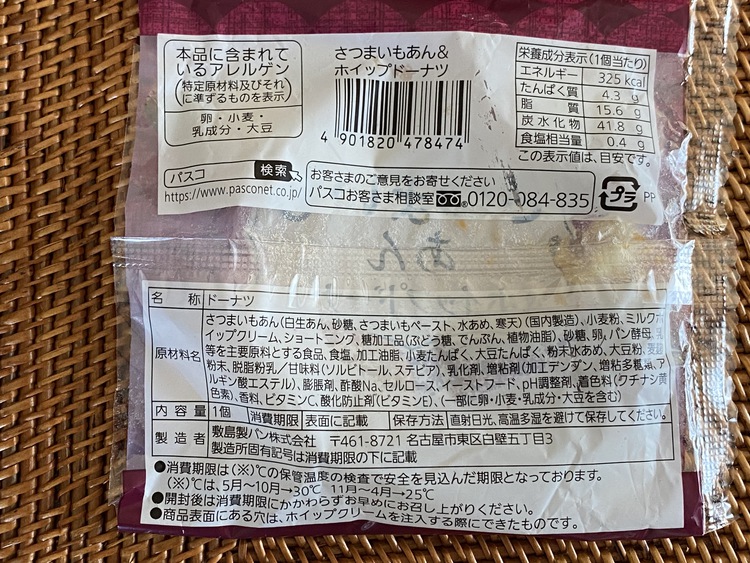 本品に含まれて
いるアレルゲン
(特定原材料及びそれ
に準ずるものを表示)
卵・小麦・
乳成分・大豆
さつまいもあん&
ホイップドーナツ
4 901820 478474
栄養成分表示(1個当たり)
エネルギー 325 kcal
たんぱく質 4.3 g
脂質 15.6 g
炭水化物 41.8 g
食塩相当量 0.4 g
この表示値は、目安です。
パスコ 検索
https://www.pasconet.co.jp/
お客さまのご意見をお寄せください
パスコお客さま相談室 0120-084-835
プラ PP
あん
名称 ドーナツ
原材料名
さつまいもあん(白生あん、砂糖、さつまいもペースト、水あめ、寒天)(国内製造)、小麦粉、ミルクホ
イップクリーム、ショートニング、糖加工品(ぶどう糖、でんぷん、植物油脂)、砂糖、卵、パン酵母、乳
等を主要原料とする食品、食塩、加工油脂、小麦たんぱく、大豆たんぱく、粉末水あめ、大豆粉、麦芽
粉末、脱脂粉乳/甘味料(ソルビトール、ステビア)、乳化剤、増粘剤(加工デンプン、増粘多糖類、ア
ルギン酸エステル)、膨脹剤、酢酸Na、セルロース、イーストフード、pH調整剤、着色料(クチナシ黄
色素)、香料、ビタミンC、酸化防止剤(ビタミンE)、(一部に卵・小麦・乳成分・大豆を含む)
内容量 1個 消費期限 表面に記載 保存方法 直射日光、高温多湿を避けて保存してください。
製造者 敷島製パン株式会社 〒461-8721 名古屋市東区白壁五丁目3
製造所固有記号は消費期限の下に記載
●消費期限は(※)℃の保管温度の検査で安全を見込んだ期限となっております。
(※)℃は、5月~10月→30℃ 11月~4月→25℃
●開封後は消費期限にかかわらずお早めにお召し上がりください。
●商品表面にある穴は、ホイップクリームを注入する際にできたものです。